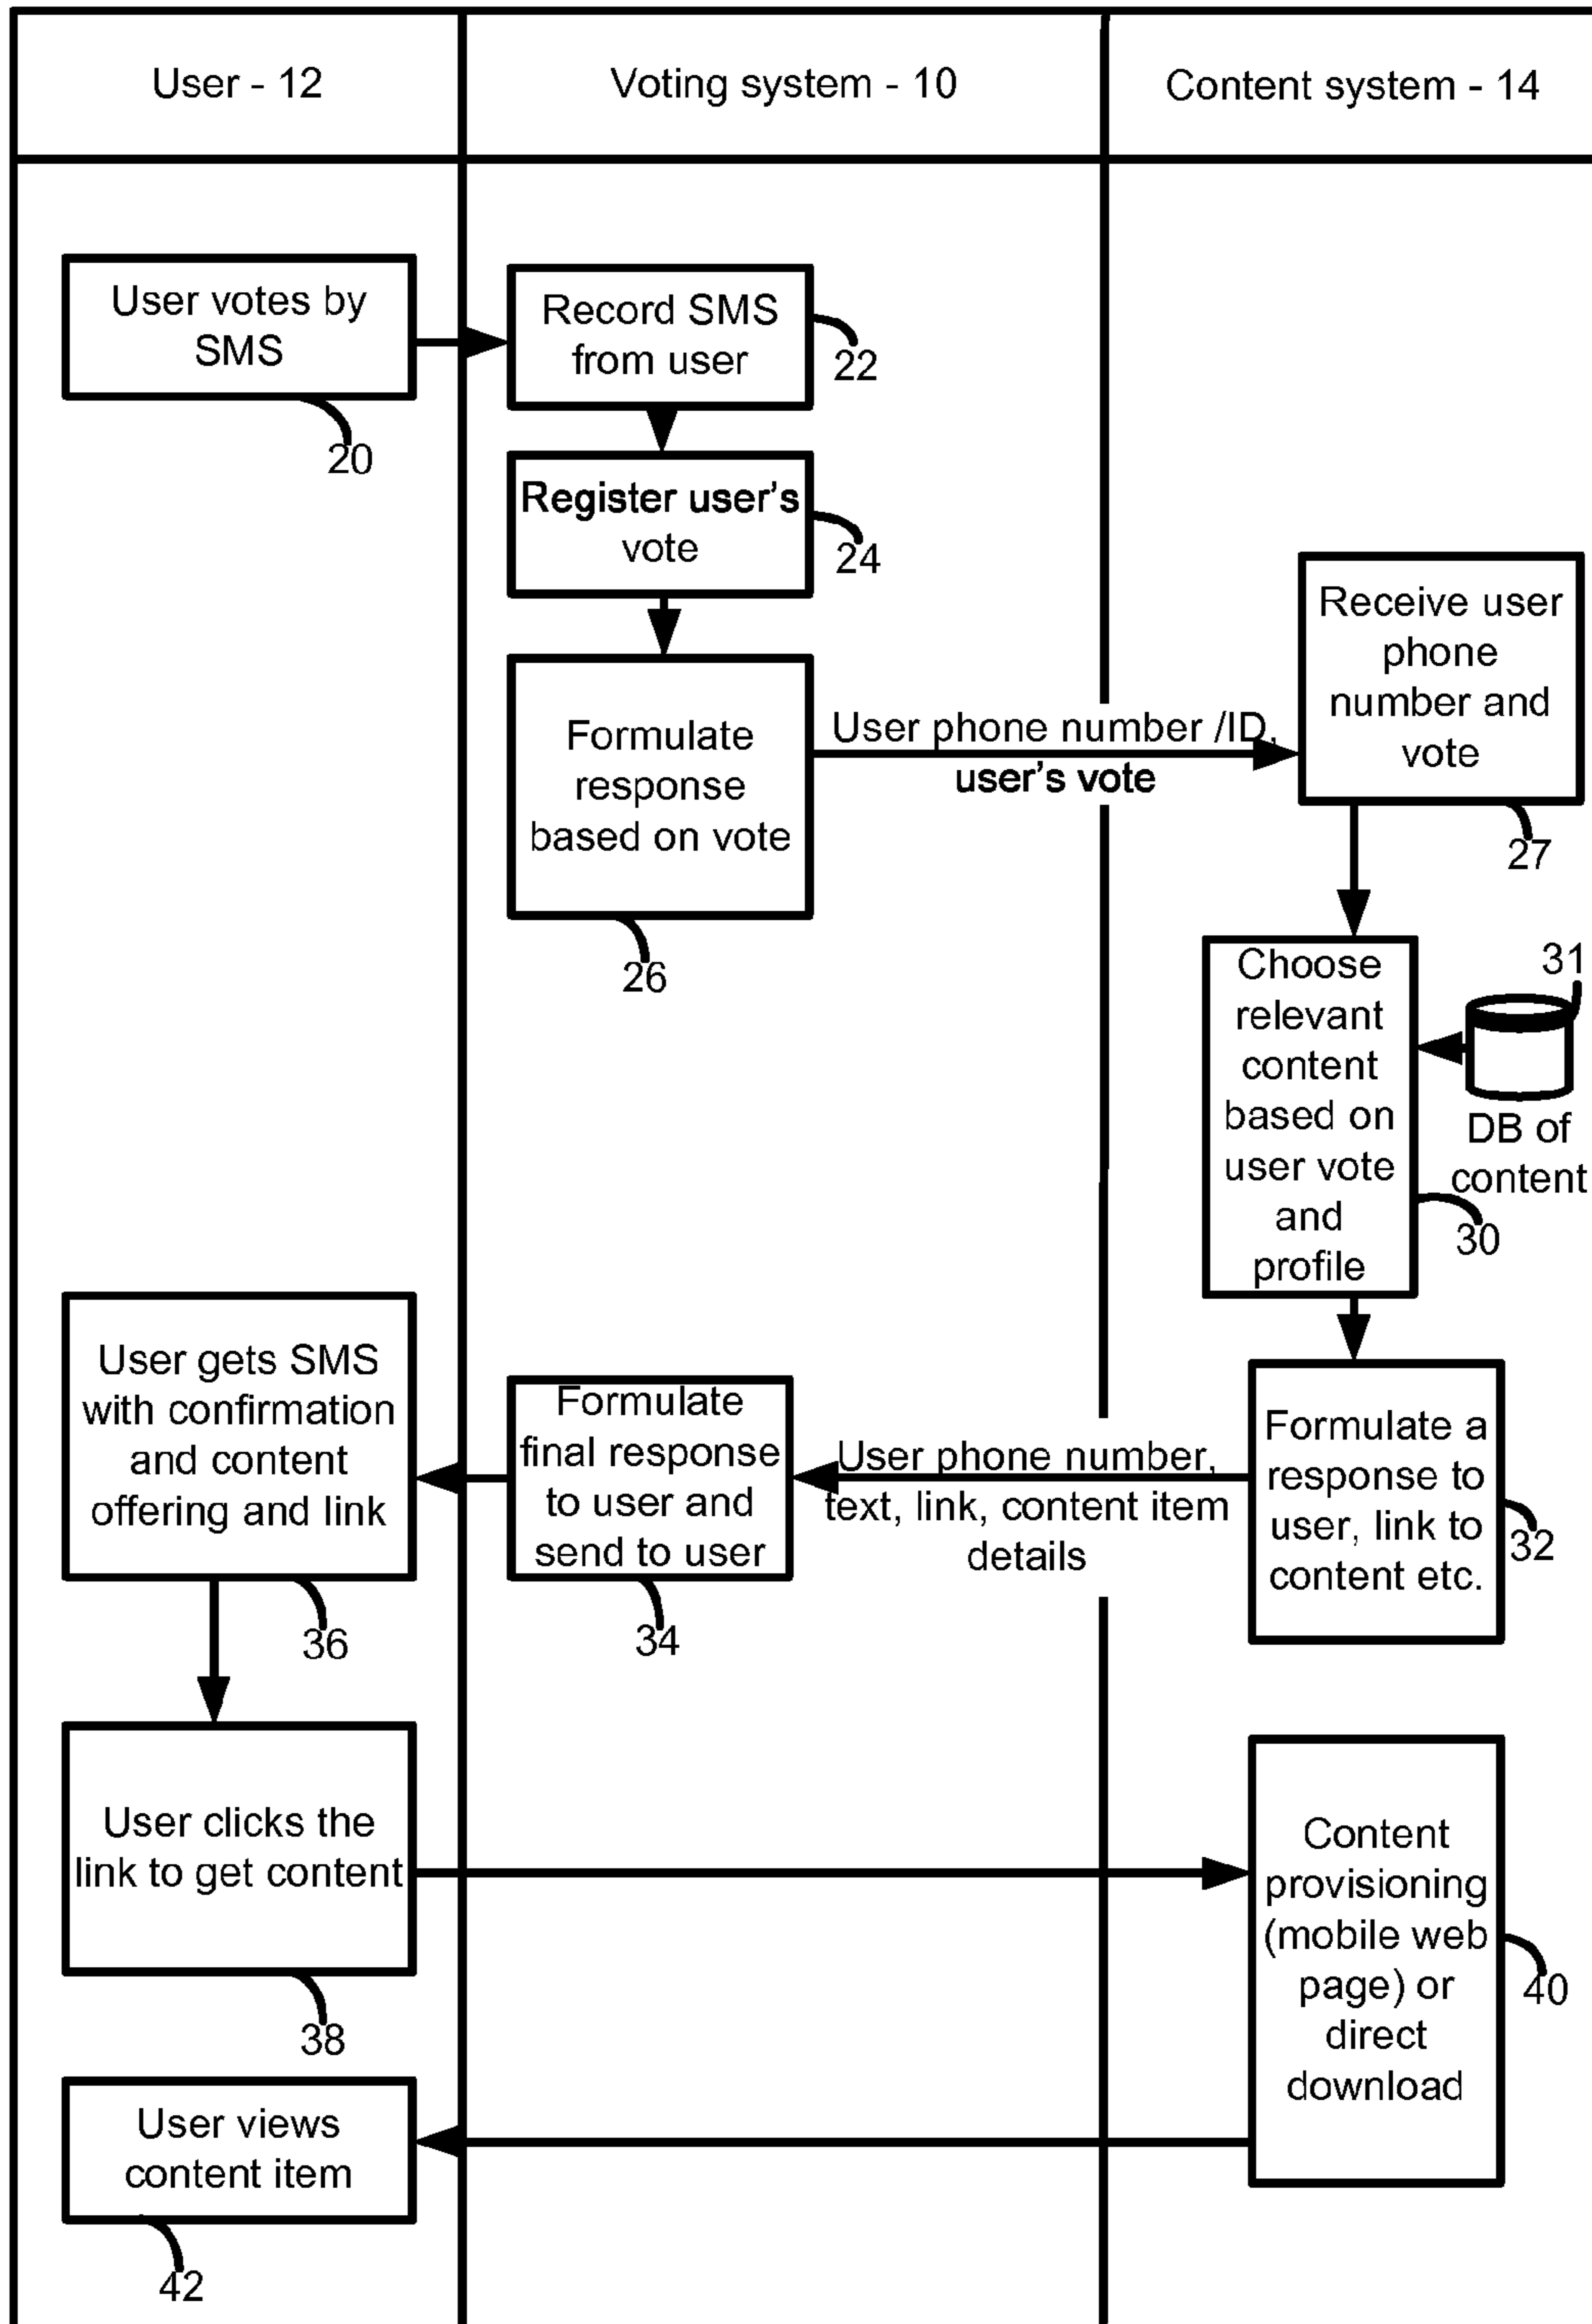 User - 12
Voting system - 10
Content system - 14
User votes by
SMS
20
Record SMS
from user
22
Register user's
vote
24
Formulate
response
based on vote
26
User phone number /ID,
user's vote
Receive user
phone
number and
vote
27
Choose
relevant
content
based on
user vote
and
profile
30
31
DB of
content
Formulate a
response to
user, link to
content etc.
32
User phone number,
text, link, content item
details
Formulate
final response
to user and
send to user
34
User gets SMS
with confirmation
and content
offering and link
36
User clicks the
link to get content
38
Content
provisioning
(mobile web
page) or
direct
download
40
User views
content item
42